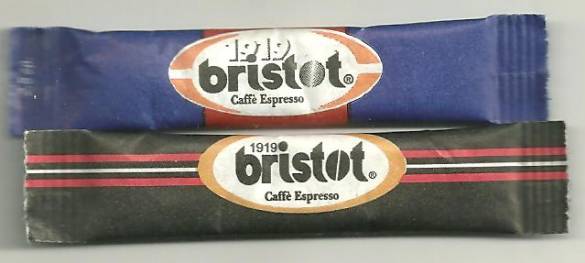 1919
bristot®
Caffè Espresso
1919
bristot®
Caffè Espresso